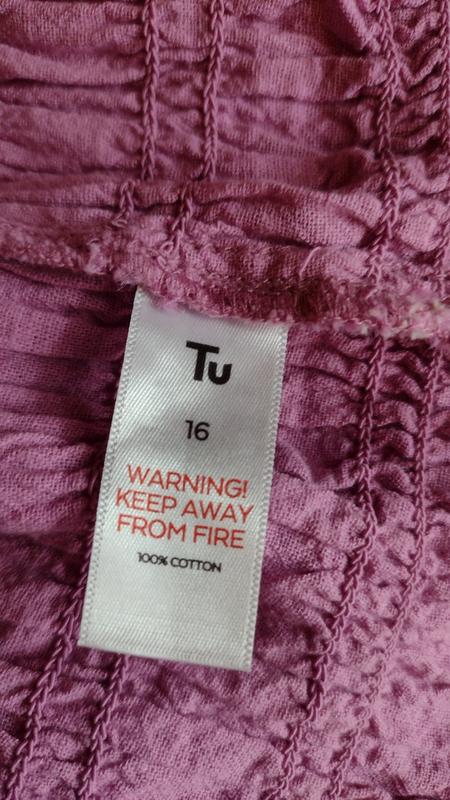 Tu
16
WARNING!
KEEP AWAY
FROM FIRE
100% COTTON